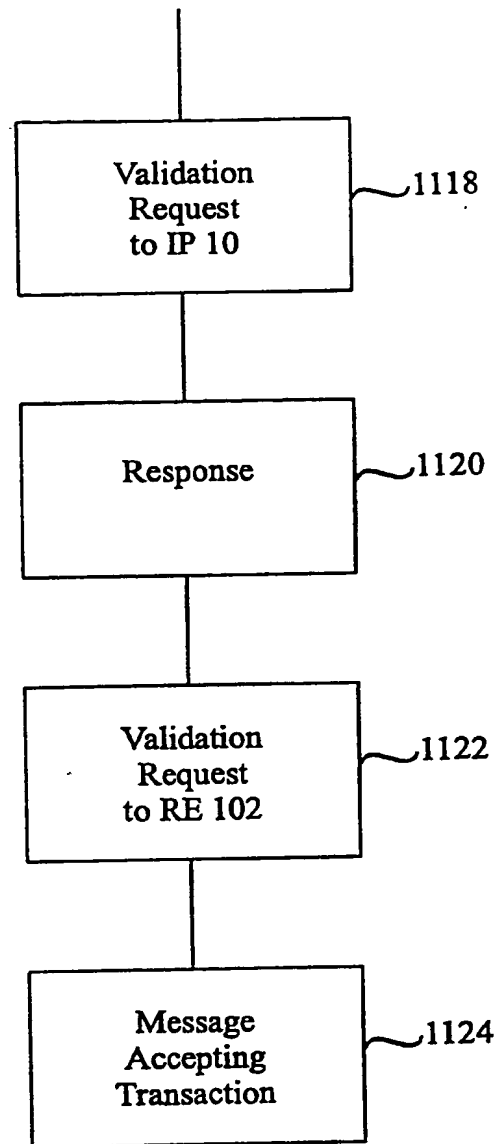 Validation
Request
to IP 10
1118
Response
1120
Validation
Request
to RE 102
1122
Message
Accepting
Transaction
1124